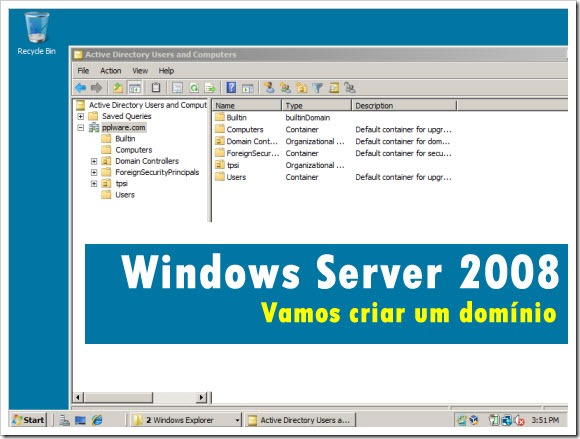 Recycle Bin
Active Directory Users and Computers
File Action View Help
Active Directory Users and Comput
Saved Queries
pplware.com
Builtin
Computers
Domain Controllers
ForeignSecurityPrincipals
tpsi
Users
Name Type Description
Builtin builtinDomain
Computers Container Default container for upgr...
Domain Cont... Organizational ... Default container for dom...
ForeignSecur... Container Default container for secu...
tpsi Organizational ...
Users Container Default container for upgr...
Windows Server 2008
Vamos criar um domínio
Start 2 Windows Explorer Active Directory Users a... 3:51 PM